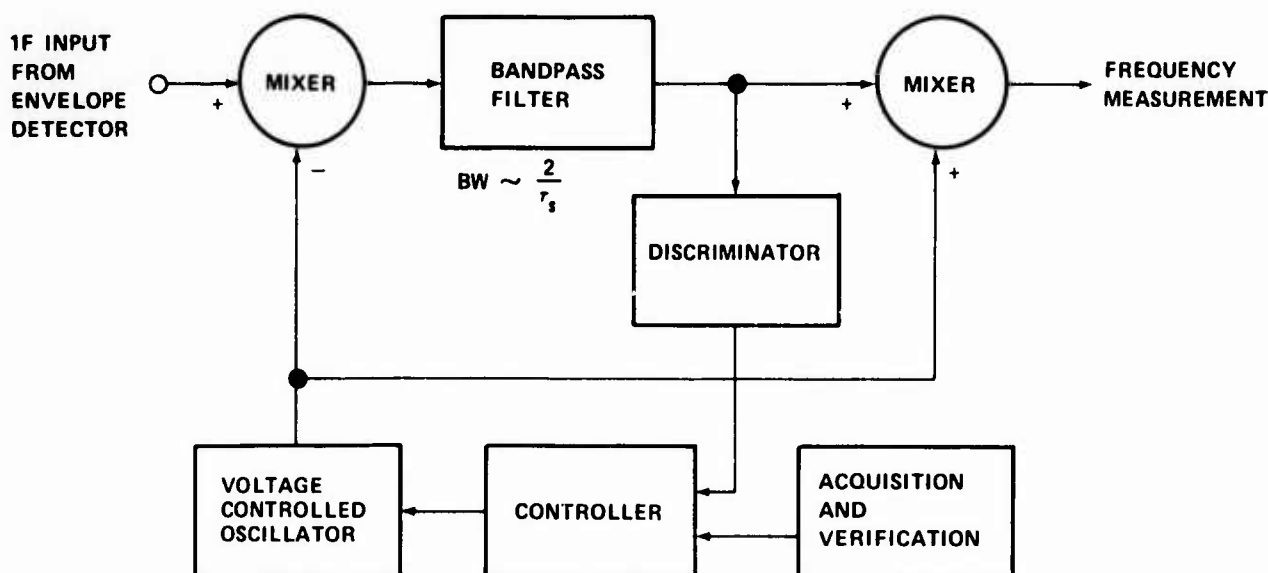 1F INPUT
FROM
ENVELOPE
DETECTOR
+
MIXER
−
BANDPASS
FILTER
BW ~ 2/τs
+
MIXER
+
FREQUENCY
MEASUREMENT
DISCRIMINATOR
VOLTAGE
CONTROLLED
OSCILLATOR
CONTROLLER
ACQUISITION
AND
VERIFICATION